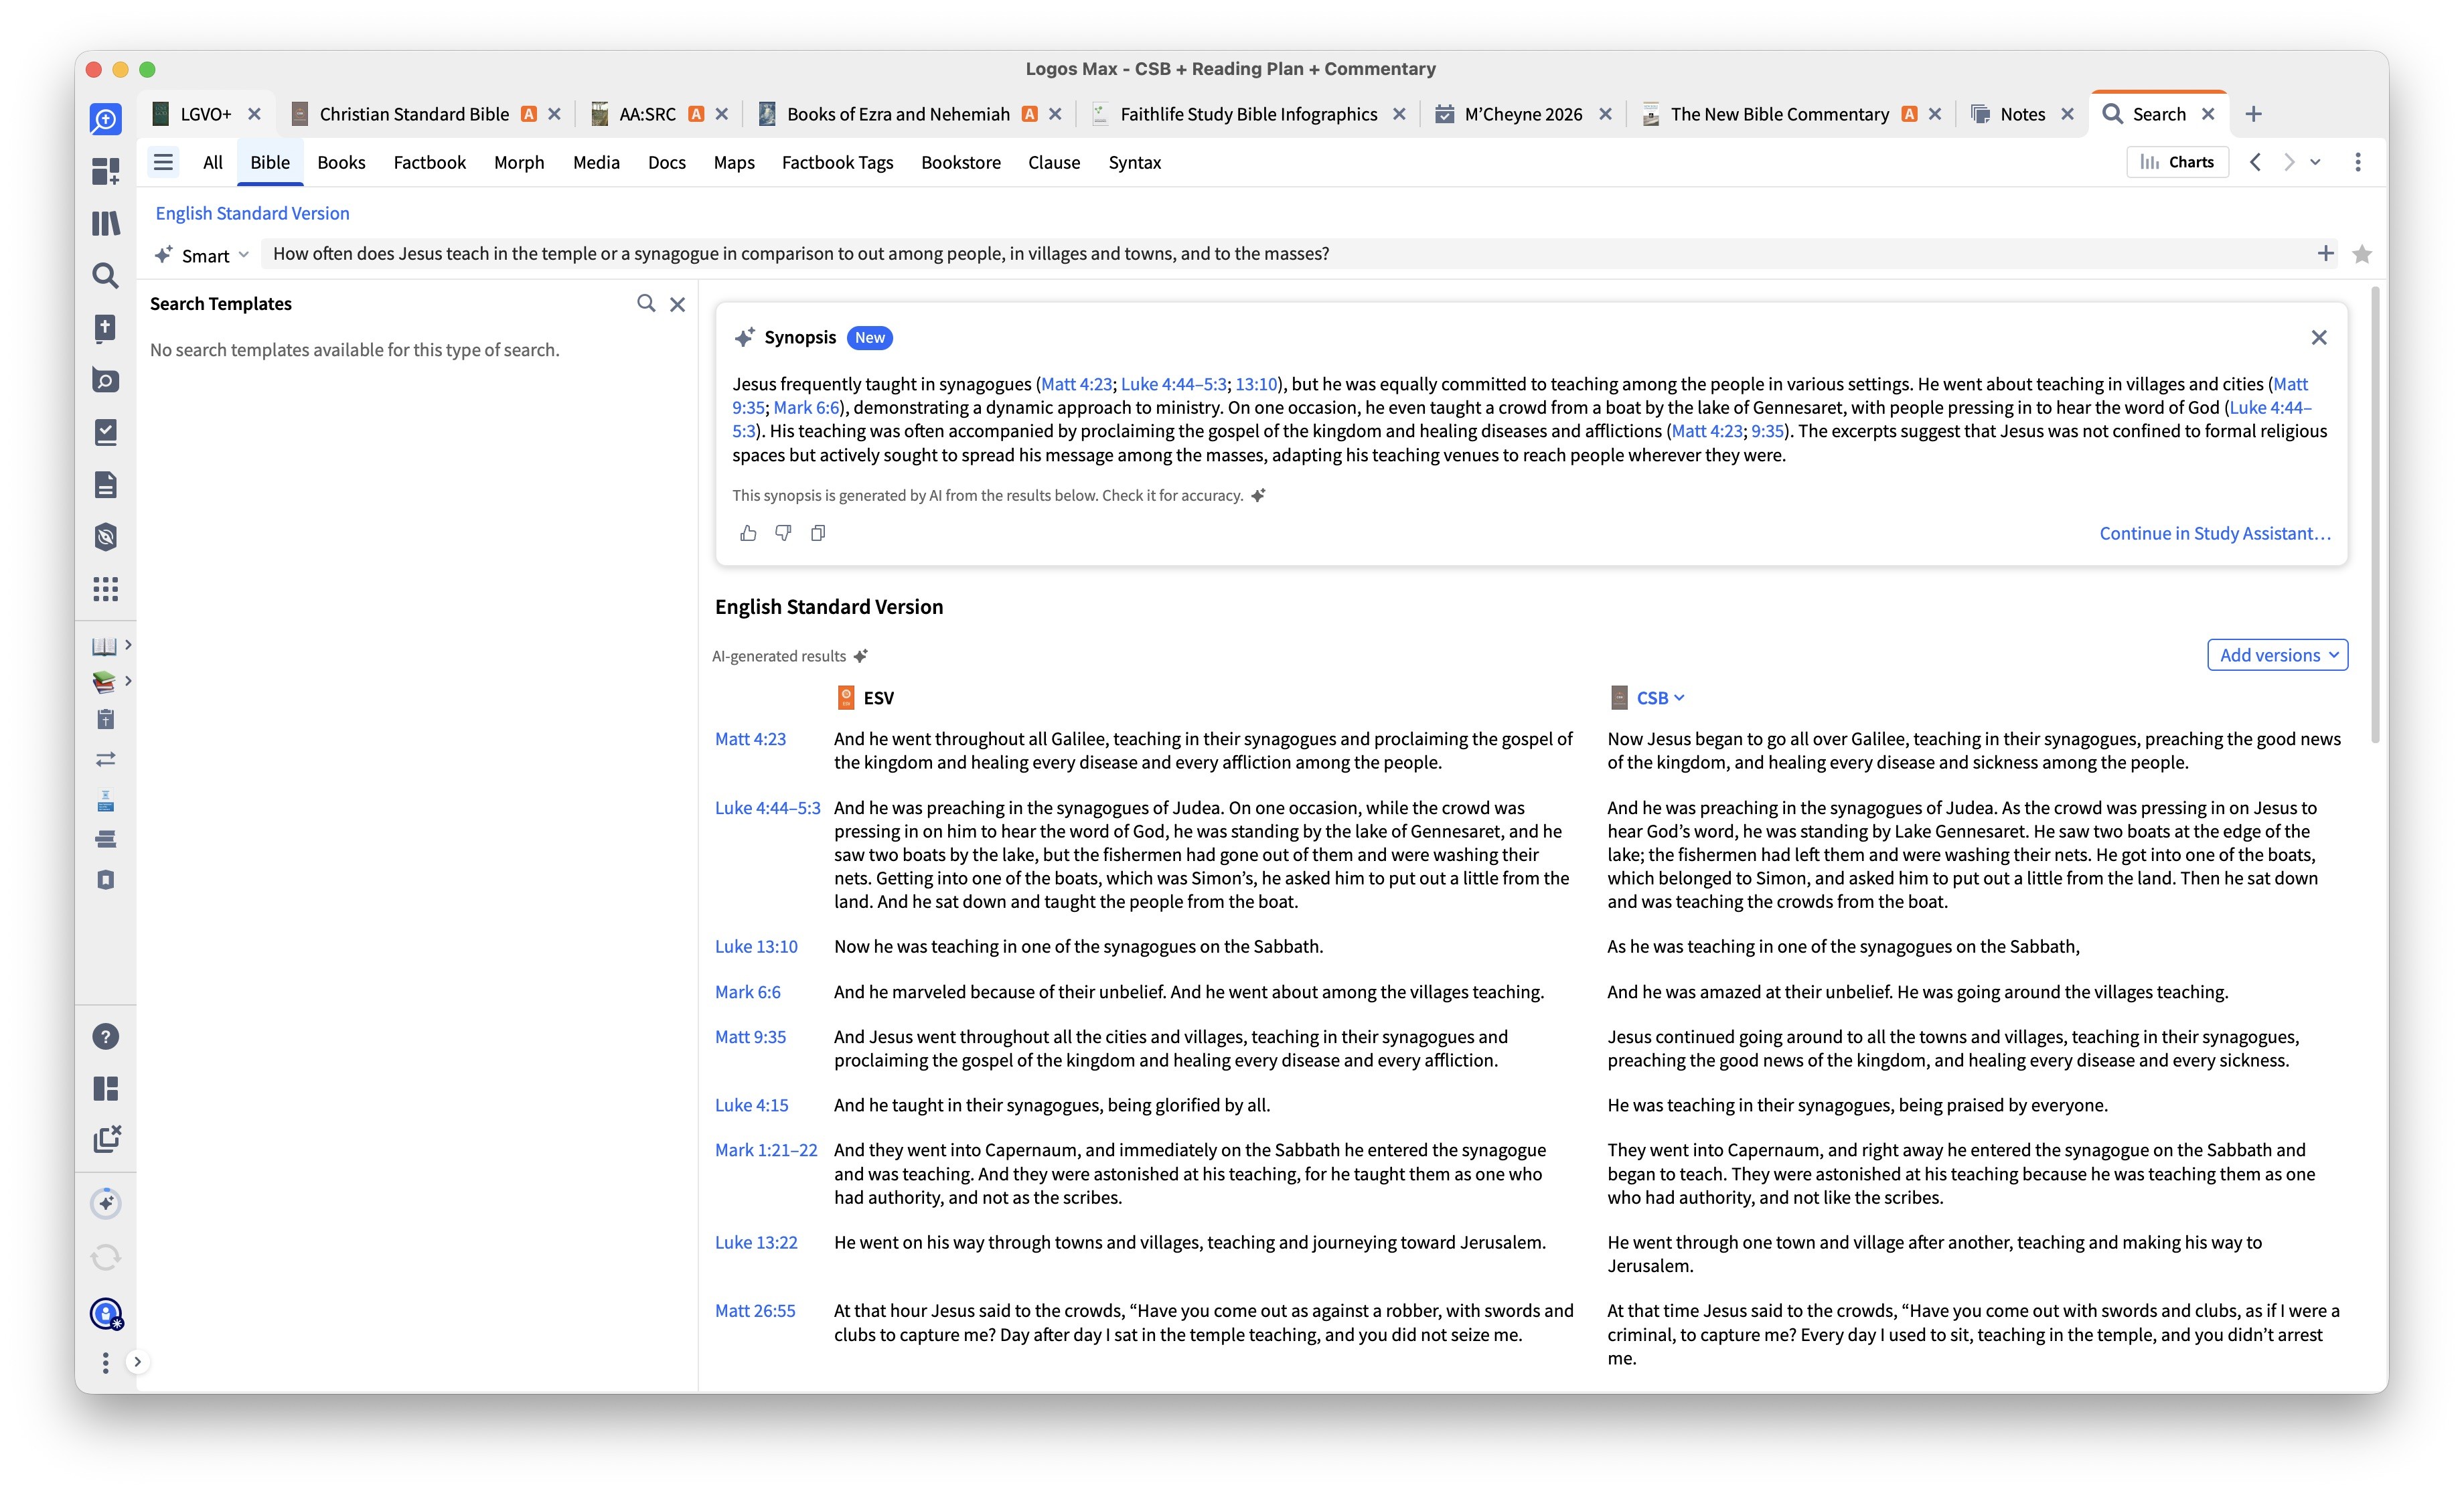 Logos Max - CSB + Reading Plan + Commentary
LGVO+
Christian Standard Bible A
AA:SRC A
Books of Ezra and Nehemiah A
Faithlife Study Bible Infographics
M’Cheyne 2026
The New Bible Commentary A
Notes
Search
All Bible Books Factbook Morph Media Docs Maps Factbook Tags Bookstore Clause Syntax
Charts
English Standard Version
Smart
How often does Jesus teach in the temple or a synagogue in comparison to out among people, in villages and towns, and to the masses?
Search Templates
No search templates available for this type of search.
Synopsis New
Jesus frequently taught in synagogues (Matt 4:23; Luke 4:44–5:3; 13:10), but he was equally committed to teaching among the people in various settings. He went about teaching in villages and cities (Matt
9:35; Mark 6:6), demonstrating a dynamic approach to ministry. On one occasion, he even taught a crowd from a boat by the lake of Gennesaret, with people pressing in to hear the word of God (Luke 4:44–
5:3). His teaching was often accompanied by proclaiming the gospel of the kingdom and healing diseases and afflictions (Matt 4:23; 9:35). The excerpts suggest that Jesus was not confined to formal religious
spaces but actively sought to spread his message among the masses, adapting his teaching venues to reach people wherever they were.
This synopsis is generated by AI from the results below. Check it for accuracy.
Continue in Study Assistant…
English Standard Version
AI-generated results
Add versions
ESV
CSB
Matt 4:23
And he went throughout all Galilee, teaching in their synagogues and proclaiming the gospel of
the kingdom and healing every disease and every affliction among the people.
Now Jesus began to go all over Galilee, teaching in their synagogues, preaching the good news
of the kingdom, and healing every disease and sickness among the people.
Luke 4:44–5:3
And he was preaching in the synagogues of Judea. On one occasion, while the crowd was
pressing in on him to hear the word of God, he was standing by the lake of Gennesaret, and he
saw two boats by the lake, but the fishermen had gone out of them and were washing their
nets. Getting into one of the boats, which was Simon’s, he asked him to put out a little from the
land. And he sat down and taught the people from the boat.
And he was preaching in the synagogues of Judea. As the crowd was pressing in on Jesus to
hear God’s word, he was standing by Lake Gennesaret. He saw two boats at the edge of the
lake; the fishermen had left them and were washing their nets. He got into one of the boats,
which belonged to Simon, and asked him to put out a little from the land. Then he sat down
and was teaching the crowds from the boat.
Luke 13:10
Now he was teaching in one of the synagogues on the Sabbath.
As he was teaching in one of the synagogues on the Sabbath,
Mark 6:6
And he marveled because of their unbelief. And he went about among the villages teaching.
And he was amazed at their unbelief. He was going around the villages teaching.
Matt 9:35
And Jesus went throughout all the cities and villages, teaching in their synagogues and
proclaiming the gospel of the kingdom and healing every disease and every affliction.
Jesus continued going around to all the towns and villages, teaching in their synagogues,
preaching the good news of the kingdom, and healing every disease and every sickness.
Luke 4:15
And he taught in their synagogues, being glorified by all.
He was teaching in their synagogues, being praised by everyone.
Mark 1:21–22
And they went into Capernaum, and immediately on the Sabbath he entered the synagogue
and was teaching. And they were astonished at his teaching, for he taught them as one who
had authority, and not as the scribes.
They went into Capernaum, and right away he entered the synagogue on the Sabbath and
began to teach. They were astonished at his teaching because he was teaching them as one
who had authority, and not like the scribes.
Luke 13:22
He went on his way through towns and villages, teaching and journeying toward Jerusalem.
He went through one town and village after another, teaching and making his way to
Jerusalem.
Matt 26:55
At that hour Jesus said to the crowds, “Have you come out as against a robber, with swords and
clubs to capture me? Day after day I sat in the temple teaching, and you did not seize me.
At that time Jesus said to the crowds, “Have you come out with swords and clubs, as if I were a
criminal, to capture me? Every day I used to sit, teaching in the temple, and you didn’t arrest
me.